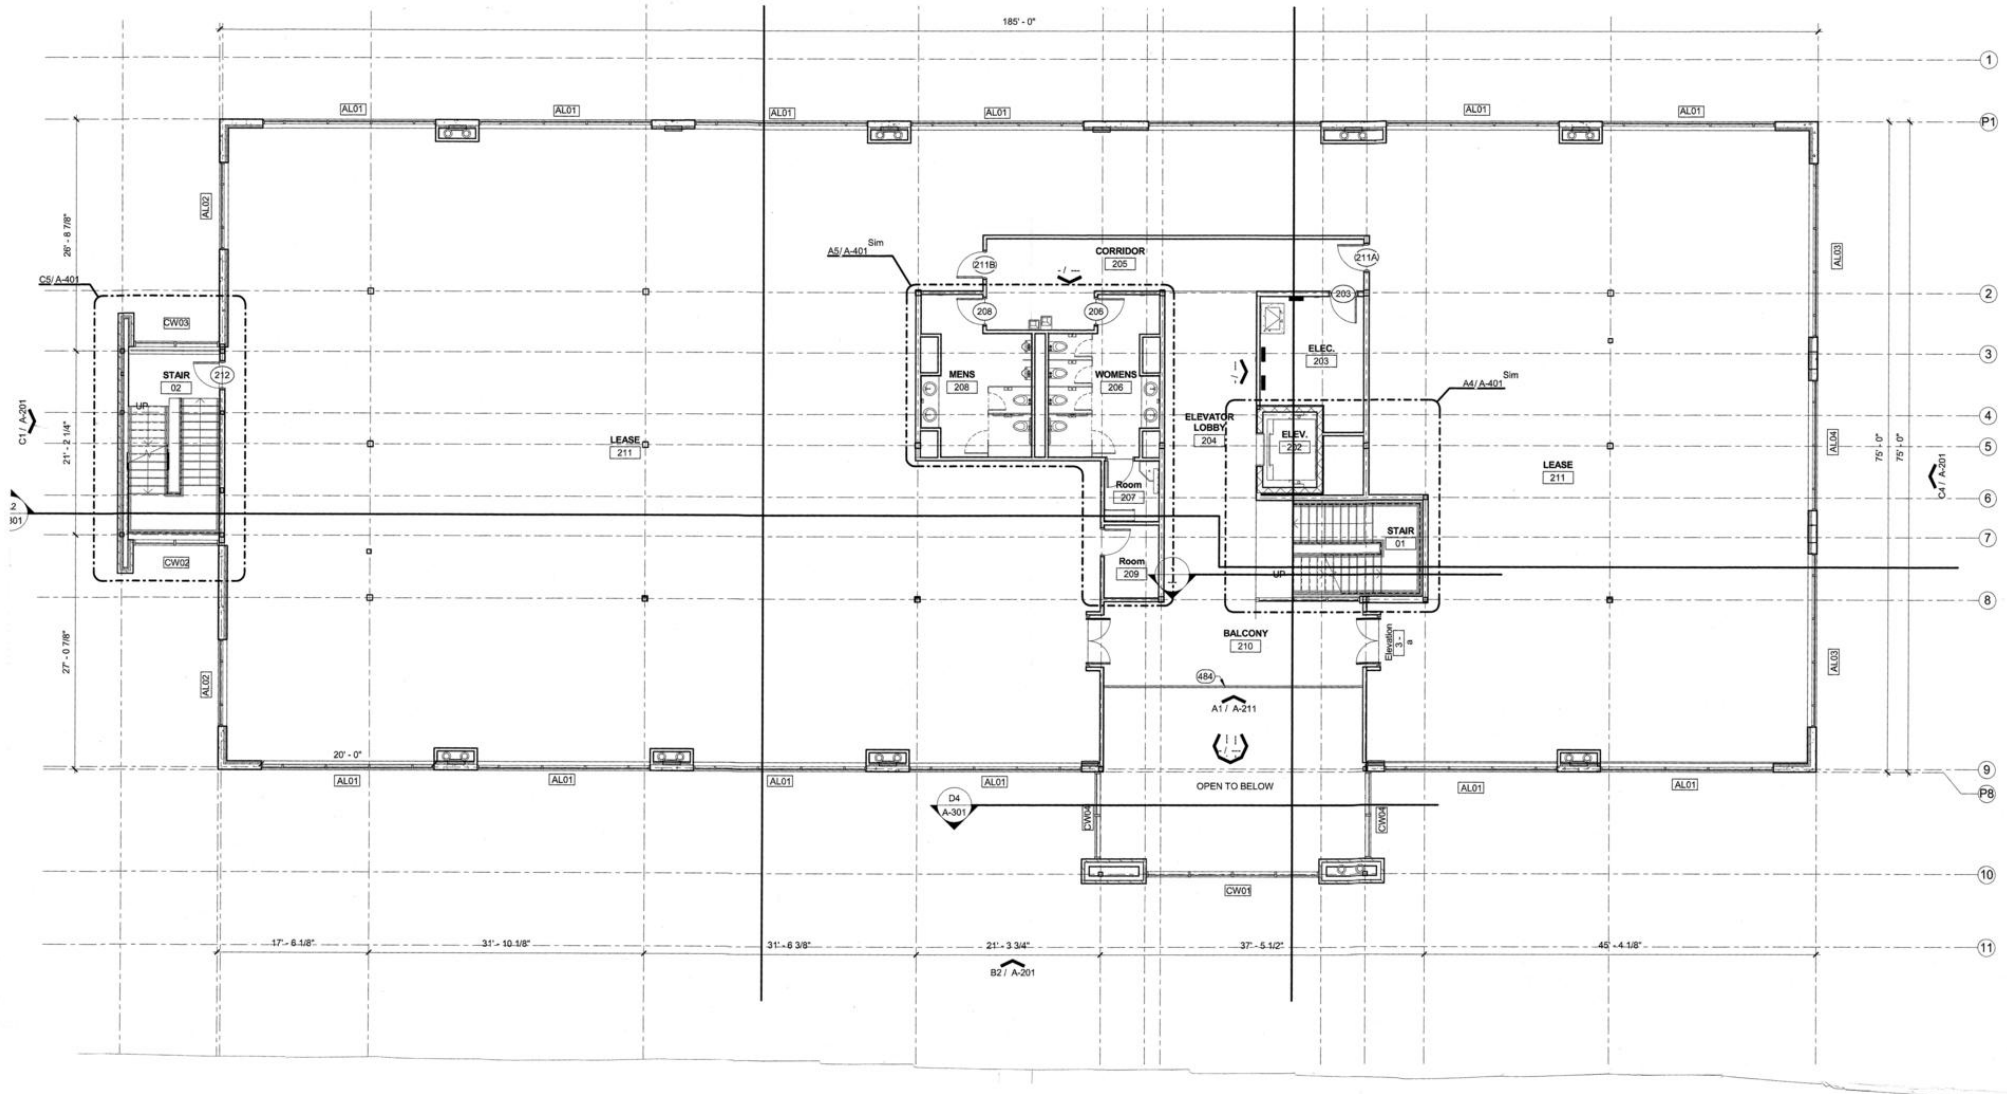 185' - 0"
1
AL01
AL01
AL01
AL01
AL01
AL01
P1
AL02
26' - 8 7/8"
A5/ A-401
Sim
CORRIDOR
205
211B
211A
AL03
C5/ A-401
- / ---
2
CW03
208
206
203
3
212
STAIR
02
ELEC.
203
MENS
208
WOMENS
206
- / ---
A4/ A-401
Sim
UP
C1 / A-201
21' - 2 1/4"
ELEVATOR
LOBBY
204
4
LEASE
211
ELEV.
202
AL04
75' - 0"
75' - 0"
5
LEASE
211
C4 / A-201
Room
207
6
2
301
STAIR
01
7
CW02
Room
209
UP
8
27' - 0 7/8"
BALCONY
210
Elevation
3 -
a
AL03
AL02
484
A1 / A-211
20' - 0"
9
AL01
AL01
AL01
AL01
OPEN TO BELOW
AL01
AL01
P8
D4
A-301
CW04
CW04
10
CW01
17' - 6 1/8"
31' - 10 1/8"
31' - 6 3/8"
21' - 3 3/4"
37' - 5 1/2"
45' - 4 1/8"
11
B2 / A-201